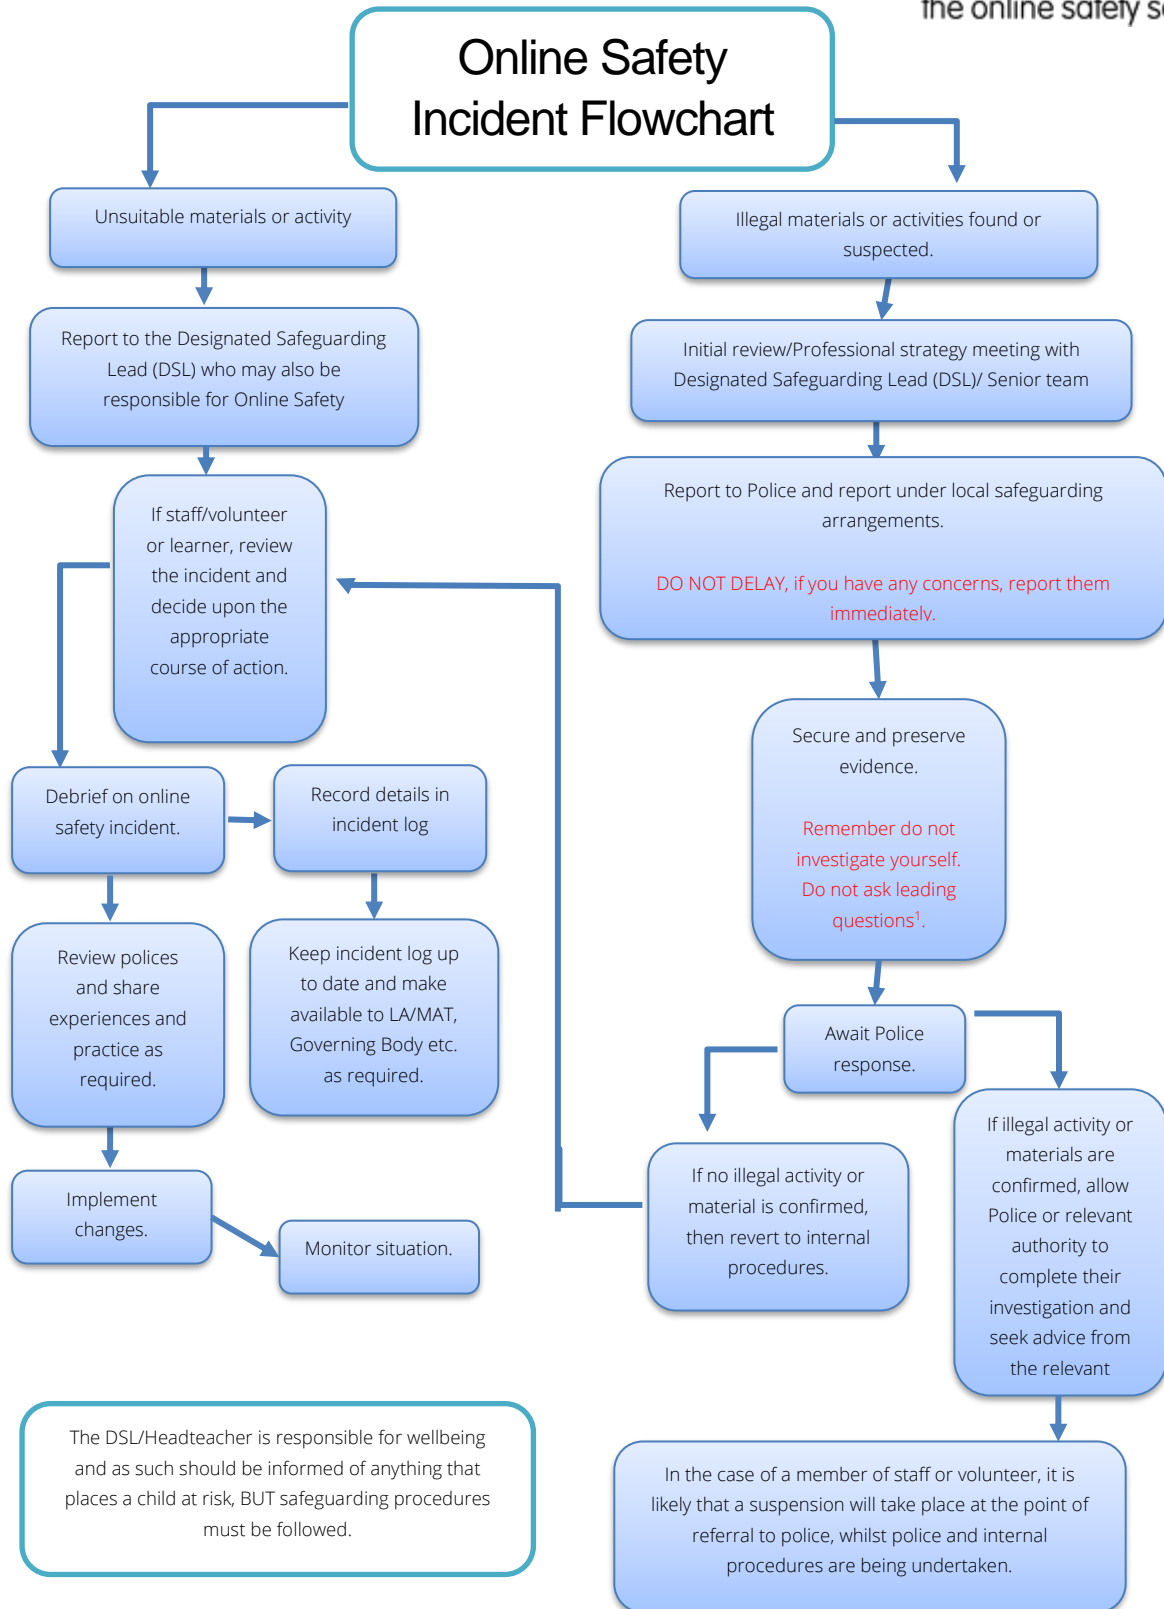 the online safety
Online Safety
Incident Flowchart
Unsuitable materials or activity
Report to the Designated Safeguarding
Lead (DSL) who may also be
responsible for Online Safety
If staff/volunteer
or learner, review
the incident and
decide upon the
appropriate
course of action.
Debrief on online
safety incident.
Record details in
incident log
Review polices
and share
experiences and
practice as
required.
Keep incident log up
to date and make
available to LA/MAT,
Governing Body etc.
as required.
Implement
changes.
Monitor situation.
Illegal materials or activities found or
suspected.
Initial review/Professional strategy meeting with
Designated Safeguarding Lead (DSL)/ Senior team
Report to Police and report under local safeguarding
arrangements.
DO NOT DELAY, if you have any concerns, report them
immediately.
Secure and preserve
evidence.
Remember do not
investigate yourself.
Do not ask leading
questions¹.
Await Police
response.
If no illegal activity or
material is confirmed,
then revert to internal
procedures.
If illegal activity or
materials are
confirmed, allow
Police or relevant
authority to
complete their
investigation and
seek advice from
the relevant
In the case of a member of staff or volunteer, it is
likely that a suspension will take place at the point of
referral to police, whilst police and internal
procedures are being undertaken.
The DSL/Headteacher is responsible for wellbeing
and as such should be informed of anything that
places a child at risk, BUT safeguarding procedures
must be followed.